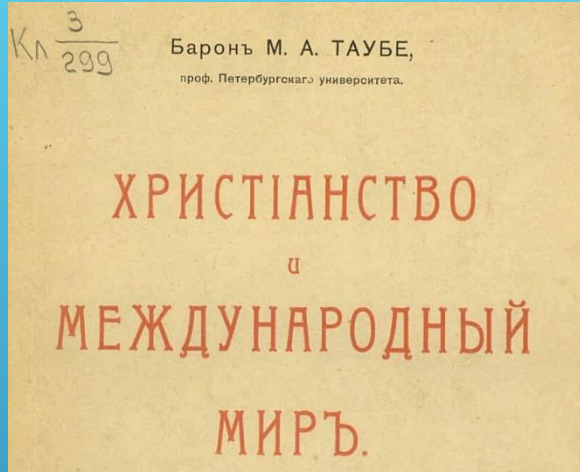 Кл 3/299
Баронъ М. А. ТАУБЕ,
проф. Петербургскаго университета.
ХРИСТІАНСТВО
и
МЕЖДУНАРОДНЫЙ
МИРЪ.